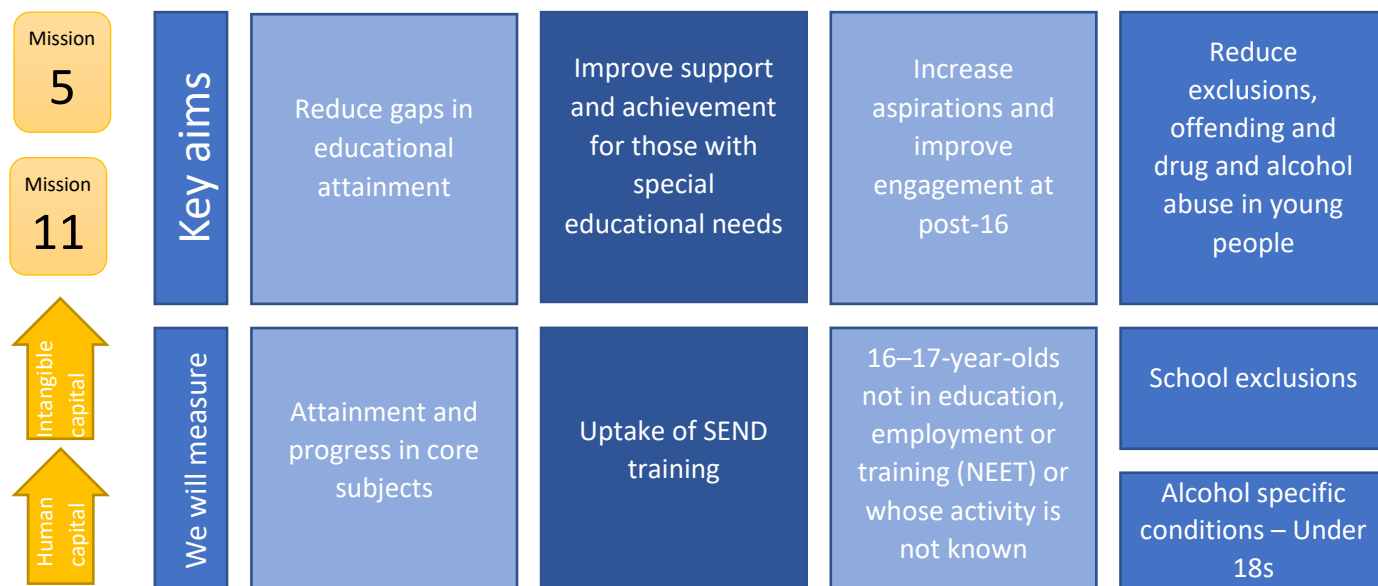 Mission
5
Mission
11
Intangible
capital
Human
capital
Key aims
Reduce gaps in
educational
attainment
Improve support
and achievement
for those with
special
educational needs
Increase
aspirations and
improve
engagement at
post-16
Reduce
exclusions,
offending and
drug and alcohol
abuse in young
people
We will measure
Attainment and
progress in core
subjects
Uptake of SEND
training
16–17-year-olds
not in education,
employment or
training (NEET) or
whose activity is
not known
School exclusions
Alcohol specific
conditions – Under
18s